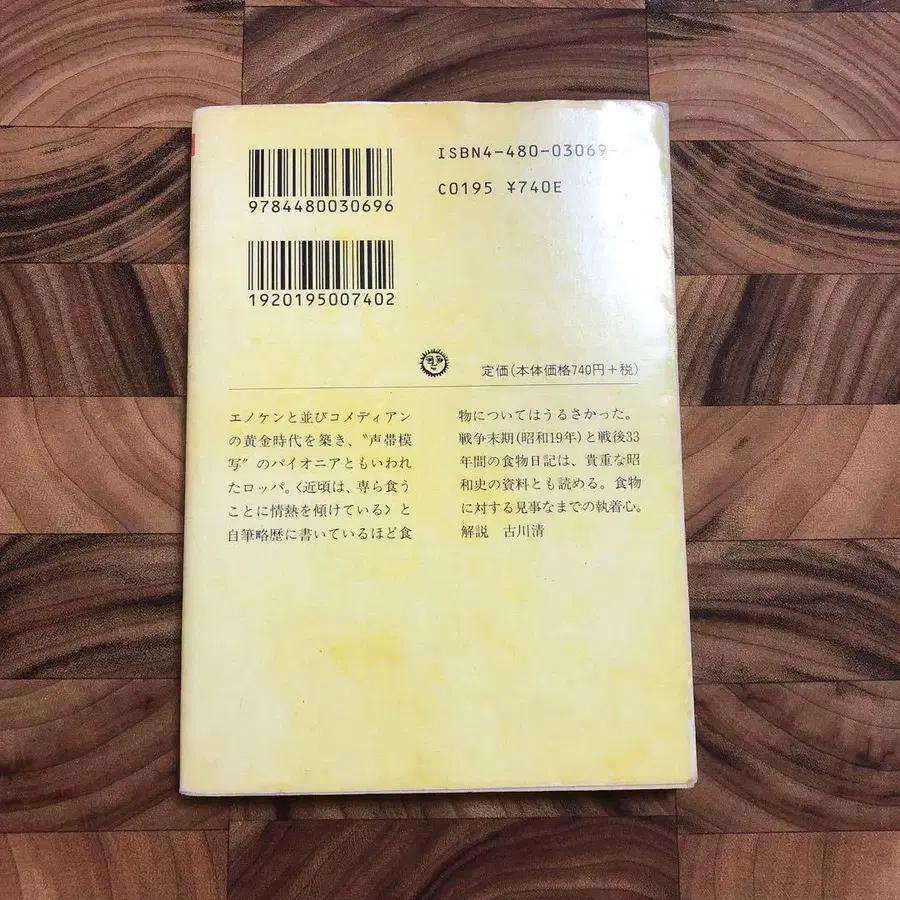 ISBN4-480-03069-
C0195 ¥740E
9784480030696
1920195007402
定価(本体価格740円+税)
エノケンと並びコメディアン
の黄金時代を築き、〝声帯模
写〟のパイオニアともいわれ
たロッパ。〈近頃は、専ら食う
ことに情熱を傾けている〉と
自筆略歴に書いているほど食
物についてはうるさかった。
戦争末期(昭和19年)と戦後33
年間の食物日記は、貴重な昭
和史の資料とも読める。食物
に対する見事なまでの執着心。
解説 古川清